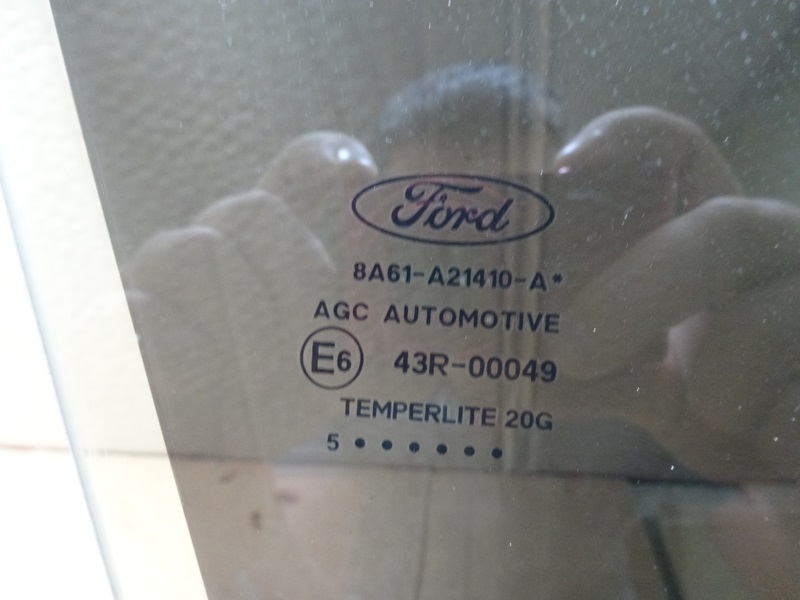 Ford
8A61-A21410-A*
AGC AUTOMOTIVE
E6 43R-00049
TEMPERLITE 20G
5 • • • • • •